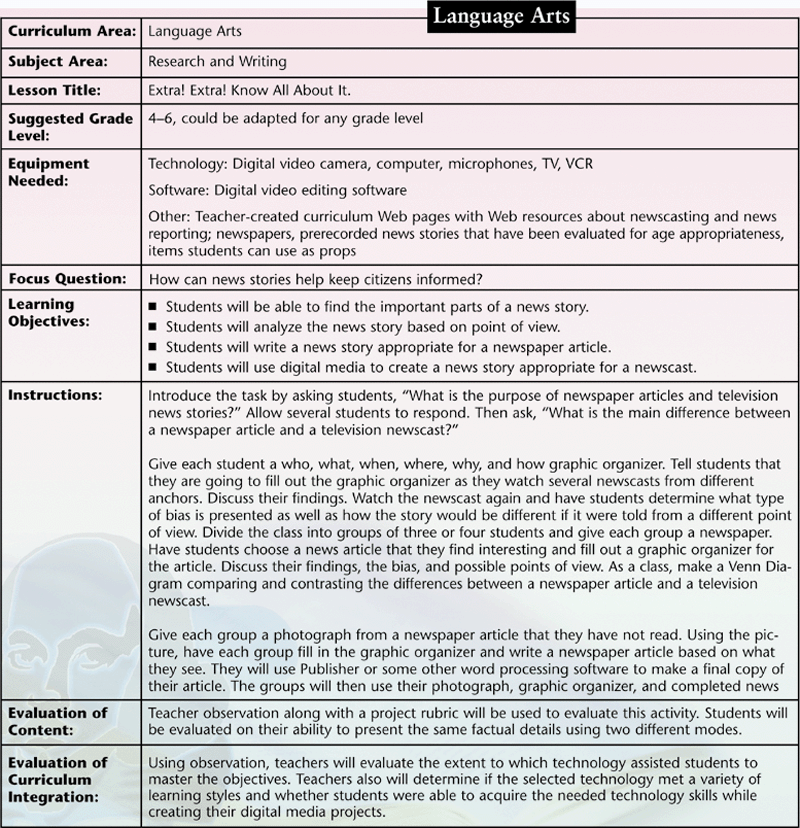 Language Arts
Curriculum Area: Language Arts
Subject Area: Research and Writing
Lesson Title: Extra! Extra! Know All About It.
Suggested Grade Level: 4–6, could be adapted for any grade level
Equipment Needed: Technology: Digital video camera, computer, microphones, TV, VCR
Software: Digital video editing software
Other: Teacher-created curriculum Web pages with Web resources about newscasting and news
reporting; newspapers, prerecorded news stories that have been evaluated for age appropriateness,
items students can use as props
Focus Question: How can news stories help keep citizens informed?
Learning Objectives: ■ Students will be able to find the important parts of a news story.
■ Students will analyze the news story based on point of view.
■ Students will write a news story appropriate for a newspaper article.
■ Students will use digital media to create a news story appropriate for a newscast.
Instructions: Introduce the task by asking students, “What is the purpose of newspaper articles and television
news stories?” Allow several students to respond. Then ask, “What is the main difference between
a newspaper article and a television newscast?”
Give each student a who, what, when, where, why, and how graphic organizer. Tell students that
they are going to fill out the graphic organizer as they watch several newscasts from different
anchors. Discuss their findings. Watch the newscast again and have students determine what type
of bias is presented as well as how the story would be different if it were told from a different point
of view. Divide the class into groups of three or four students and give each group a newspaper.
Have students choose a news article that they find interesting and fill out a graphic organizer for
the article. Discuss their findings, the bias, and possible points of view. As a class, make a Venn Dia-
gram comparing and contrasting the differences between a newspaper article and a television
newscast.
Give each group a photograph from a newspaper article that they have not read. Using the pic-
ture, have each group fill in the graphic organizer and write a newspaper article based on what
they see. They will use Publisher or some other word processing software to make a final copy of
their article. The groups will then use their photograph, graphic organizer, and completed news
Evaluation of Content: Teacher observation along with a project rubric will be used to evaluate this activity. Students will
be evaluated on their ability to present the same factual details using two different modes.
Evaluation of Curriculum Integration: Using observation, teachers will evaluate the extent to which technology assisted students to
master the objectives. Teachers also will determine if the selected technology met a variety of
learning styles and whether students were able to acquire the needed technology skills while
creating their digital media projects.